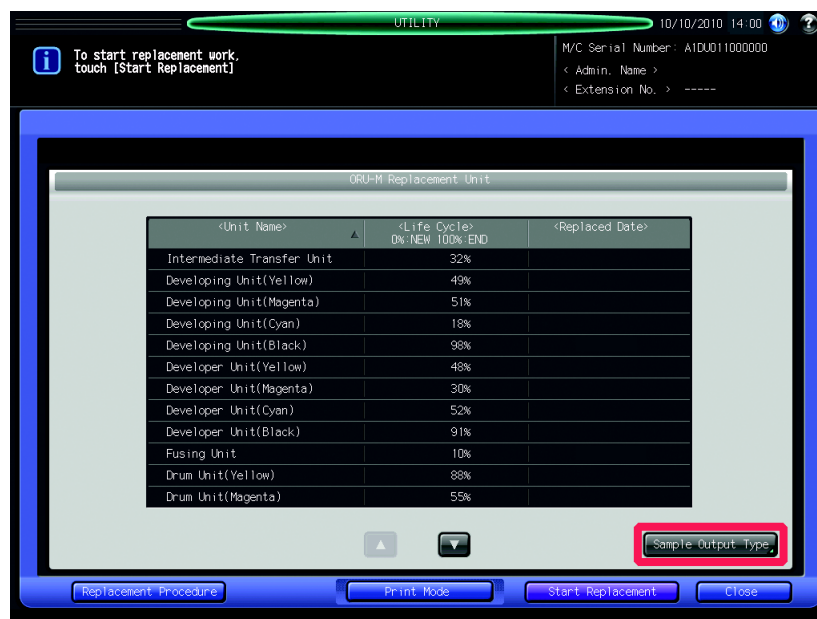 UTILITY
10/10/2010 14:00
To start replacement work,
touch [Start Replacement]
M/C Serial Number: A1DU011000000
< Admin. Name >
< Extension No. > -----
ORU-M Replacement Unit
<Unit Name> <Life Cycle> <Replaced Date>
0%:NEW 100%:END
Intermediate Transfer Unit 32%
Developing Unit(Yellow) 49%
Developing Unit(Magenta) 51%
Developing Unit(Cyan) 18%
Developing Unit(Black) 98%
Developer Unit(Yellow) 48%
Developer Unit(Magenta) 30%
Developer Unit(Cyan) 52%
Developer Unit(Black) 91%
Fusing Unit 10%
Drum Unit(Yellow) 88%
Drum Unit(Magenta) 55%
Sample Output Type
Replacement Procedure Print Mode Start Replacement Close